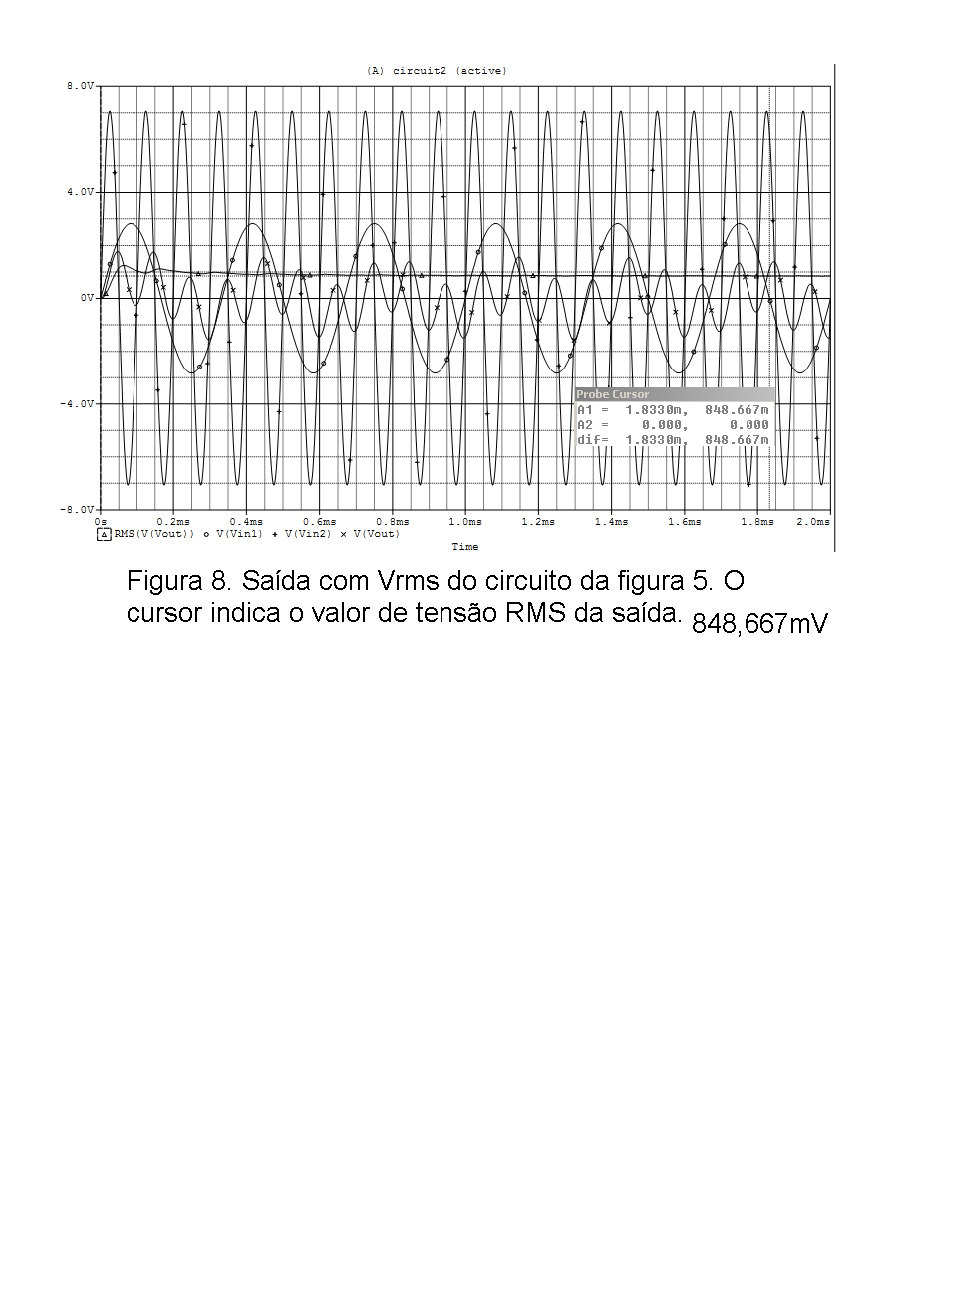 (A) circuit2 (active)
8.0V
4.0V
0V
-4.0V
-8.0V
Probe Cursor
A1 = 1.8330m, 848.667m
A2 = 0.000, 0.000
dif= 1.8330m, 848.667m
0s 0.2ms 0.4ms 0.6ms 0.8ms 1.0ms 1.2ms 1.4ms 1.6ms 1.8ms 2.0ms
RMS(V(Vout)) V(Vin1) V(Vin2) V(Vout)
Time
Figura 8. Saída com Vrms do circuito da figura 5. O
cursor indica o valor de tensão RMS da saída. 848,667mV